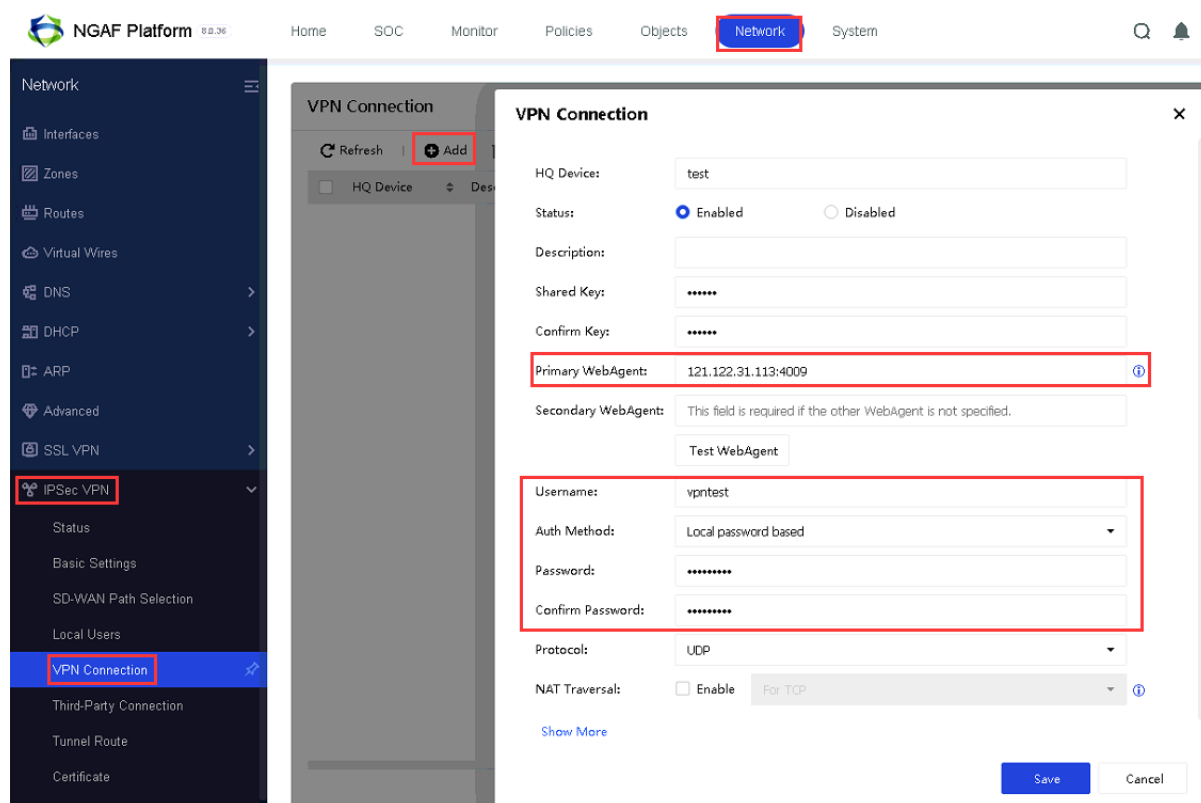 NGAF Platform 8.0.36 Home SOC Monitor Policies Objects Network System
Network
Interfaces
Zones
Routes
Virtual Wires
DNS
DHCP
ARP
Advanced
SSL VPN
IPSec VPN
Status
Basic Settings
SD-WAN Path Selection
Local Users
VPN Connection
Third-Party Connection
Tunnel Route
Certificate
VPN Connection
Refresh Add
HQ Device
VPN Connection
HQ Device: test
Status: Enabled Disabled
Description:
Shared Key: ••••••
Confirm Key: ••••••
Primary WebAgent: 121.122.31.113:4009
Secondary WebAgent: This field is required if the other WebAgent is not specified.
Test WebAgent
Username: vpntest
Auth Method: Local password based
Password: •••••••••
Confirm Password: •••••••••
Protocol: UDP
NAT Traversal: Enable For TCP
Show More
Save Cancel